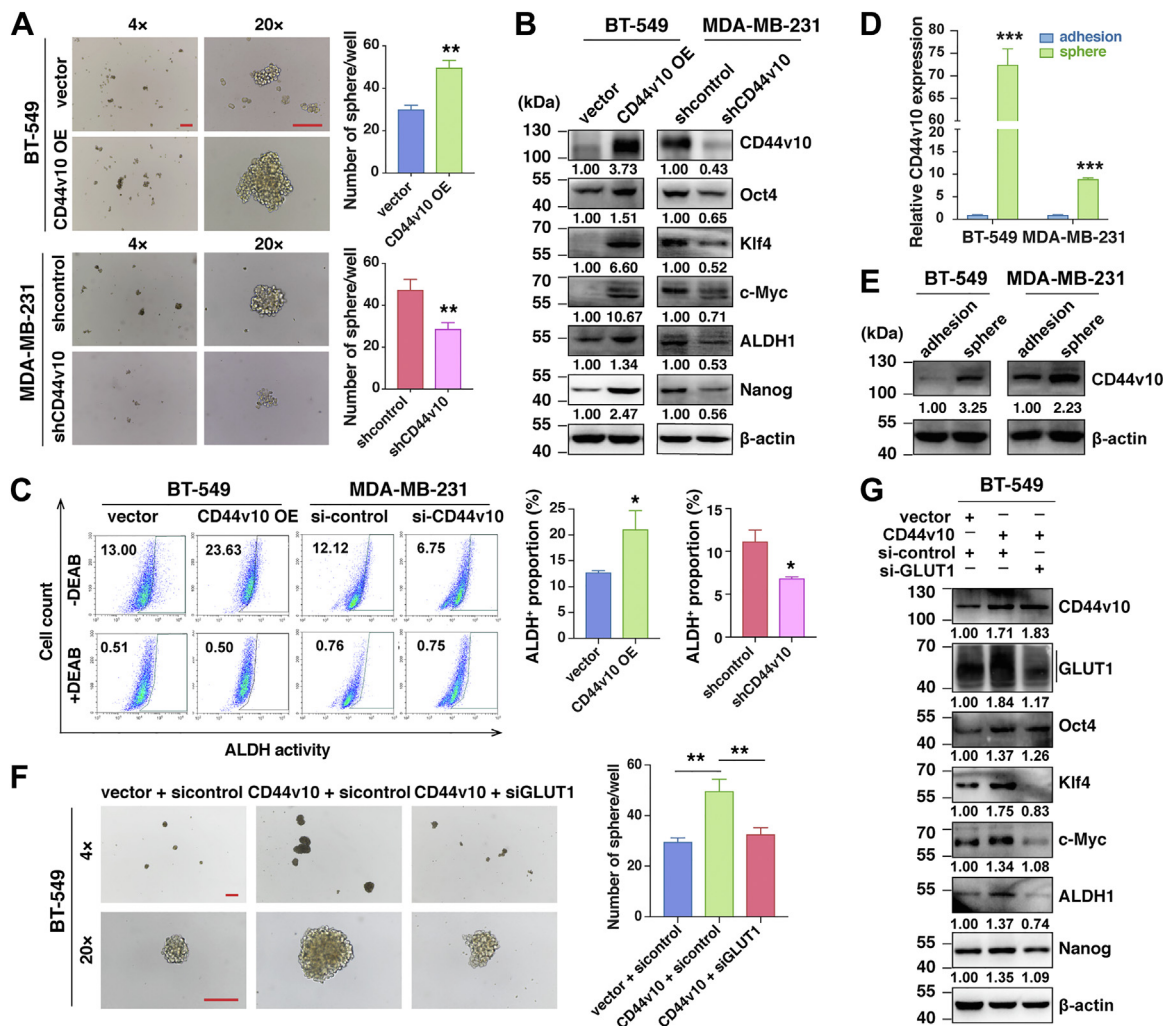 A
4× 20×
BT-549
vector
CD44v10 OE
4× 20×
MDA-MB-231
shcontrol
shCD44v10
Number of sphere/well
60
40
20
0
**
vector
CD44v10 OE
Number of sphere/well
60
40
20
0
**
shcontrol
shCD44v10
B
BT-549 MDA-MB-231
(kDa) vector CD44v10 OE shcontrol shCD44v10
130
100
CD44v10
1.00 3.73 1.00 0.43
55
40
Oct4
1.00 1.51 1.00 0.65
70
55
Klf4
1.00 6.60 1.00 0.52
70
55
c-Myc
1.00 10.67 1.00 0.71
55
ALDH1
1.00 1.34 1.00 0.53
55
40
Nanog
1.00 2.47 1.00 0.56
55
40
β-actin
D
adhesion
sphere
Relative CD44v10 expression
80
75
70
65
60
10
5
0
***
***
BT-549 MDA-MB-231
E
BT-549 MDA-MB-231
(kDa) adhesion sphere adhesion sphere
130
100
CD44v10
1.00 3.25 1.00 2.23
55
40
β-actin
C
BT-549 MDA-MB-231
vector CD44v10 OE si-control si-CD44v10
Cell count
-DEAB
13.00 23.63 12.12 6.75
+DEAB
0.51 0.50 0.76 0.75
ALDH activity
ALDH⁺ proportion (%)
25
20
15
10
5
0
*
vector
CD44v10 OE
ALDH⁺ proportion (%)
15
10
5
0
*
shcontrol
shCD44v10
F
vector + sicontrol CD44v10 + sicontrol CD44v10 + siGLUT1
BT-549
4×
20×
Number of sphere/well
60
40
20
0
** **
vector + sicontrol
CD44v10 + sicontrol
CD44v10 + siGLUT1
G
BT-549
vector + − −
CD44v10 − + +
si-control + + −
si-GLUT1 − − +
130
100
CD44v10
1.00 1.71 1.83
55
40
GLUT1
1.00 1.84 1.17
55
40
Oct4
1.00 1.37 1.26
70
55
Klf4
1.00 1.75 0.83
70
55
c-Myc
1.00 1.34 1.08
55
ALDH1
1.00 1.37 0.74
55
40
Nanog
1.00 1.35 1.09
55
40
β-actin